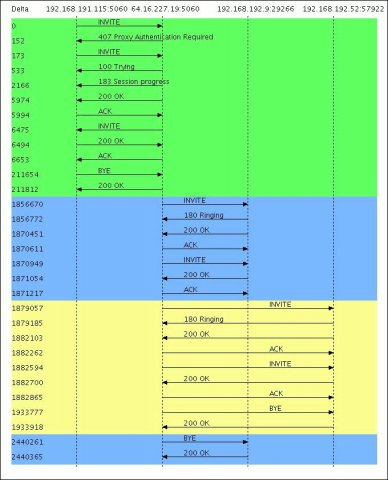 Delta 192.168.191.115:5060 64.16.227.19:5060 192.168.192.9:29266 192.168.192.52:57922
0 INVITE
152 407 Proxy Authentication Required
173 INVITE
533 100 Trying
2166 183 Session progress
5974 200 OK
5994 ACK
6475 INVITE
6494 200 OK
6653 ACK
211654 BYE
211812 200 OK
1856670 INVITE
1856772 180 Ringing
1870451 200 OK
1870611 ACK
1870949 INVITE
1871054 200 OK
1871217 ACK
1879057 INVITE
1879185 180 Ringing
1882103 200 OK
1882262 ACK
1882594 INVITE
1882700 200 OK
1882865 ACK
1933777 BYE
1933918 200 OK
2440261 BYE
2440365 200 OK